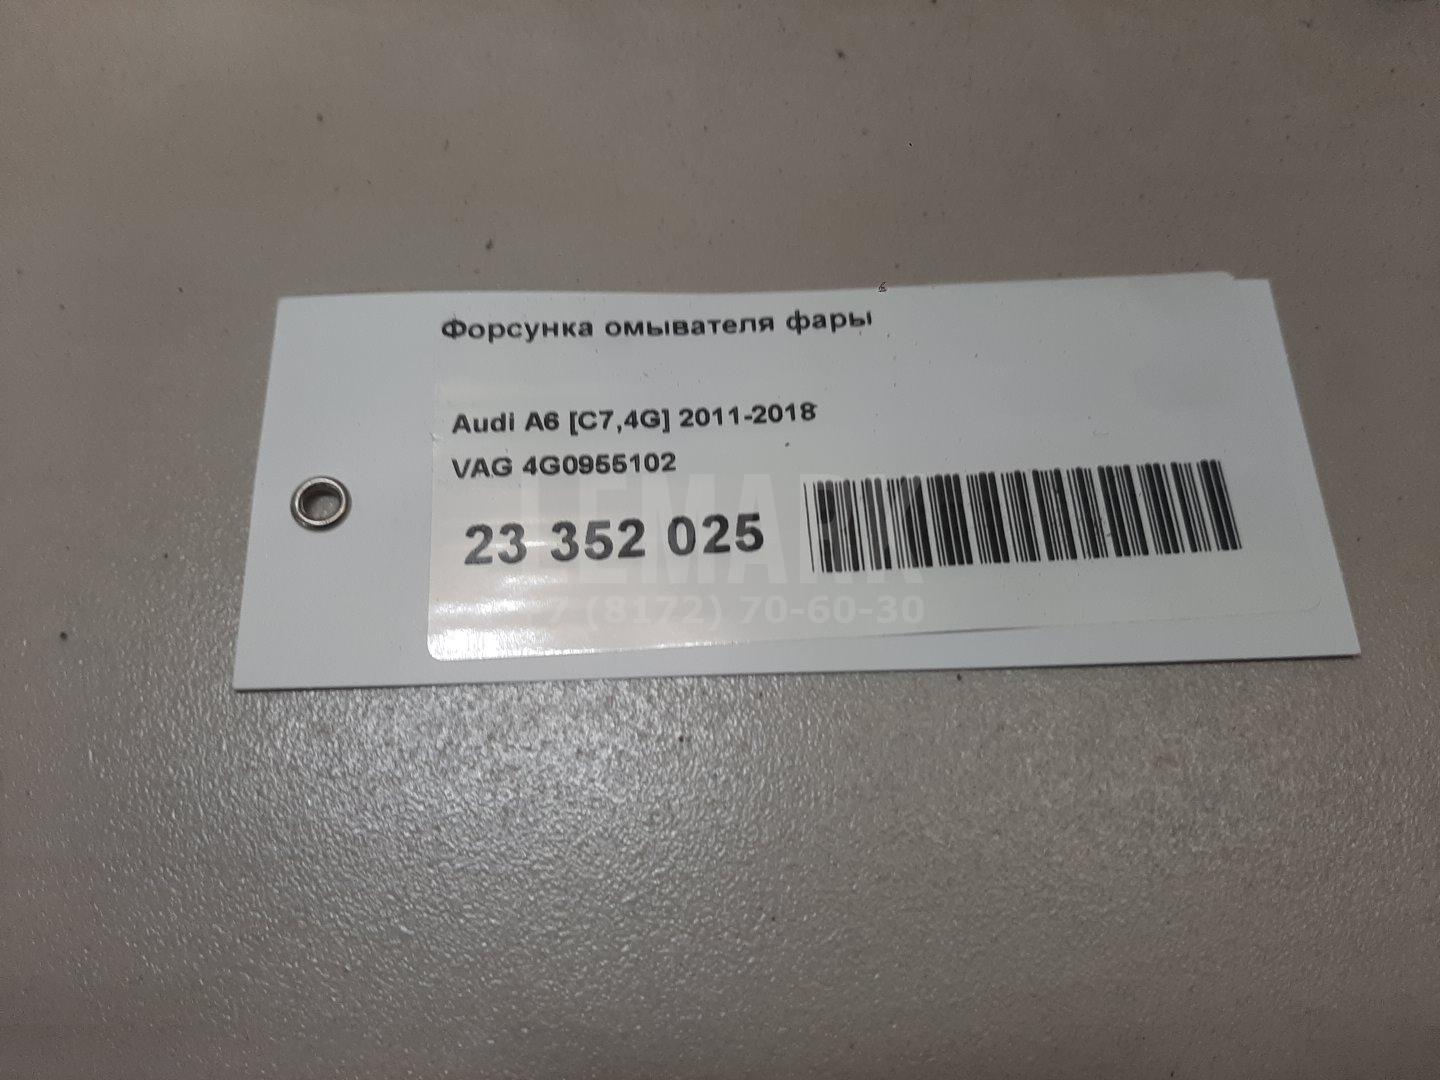 Форсунка омывателя фары
Audi A6 [C7,4G] 2011-2018
VAG 4G0955102
23 352 025
LEMARK
7 (8172) 70-60-30